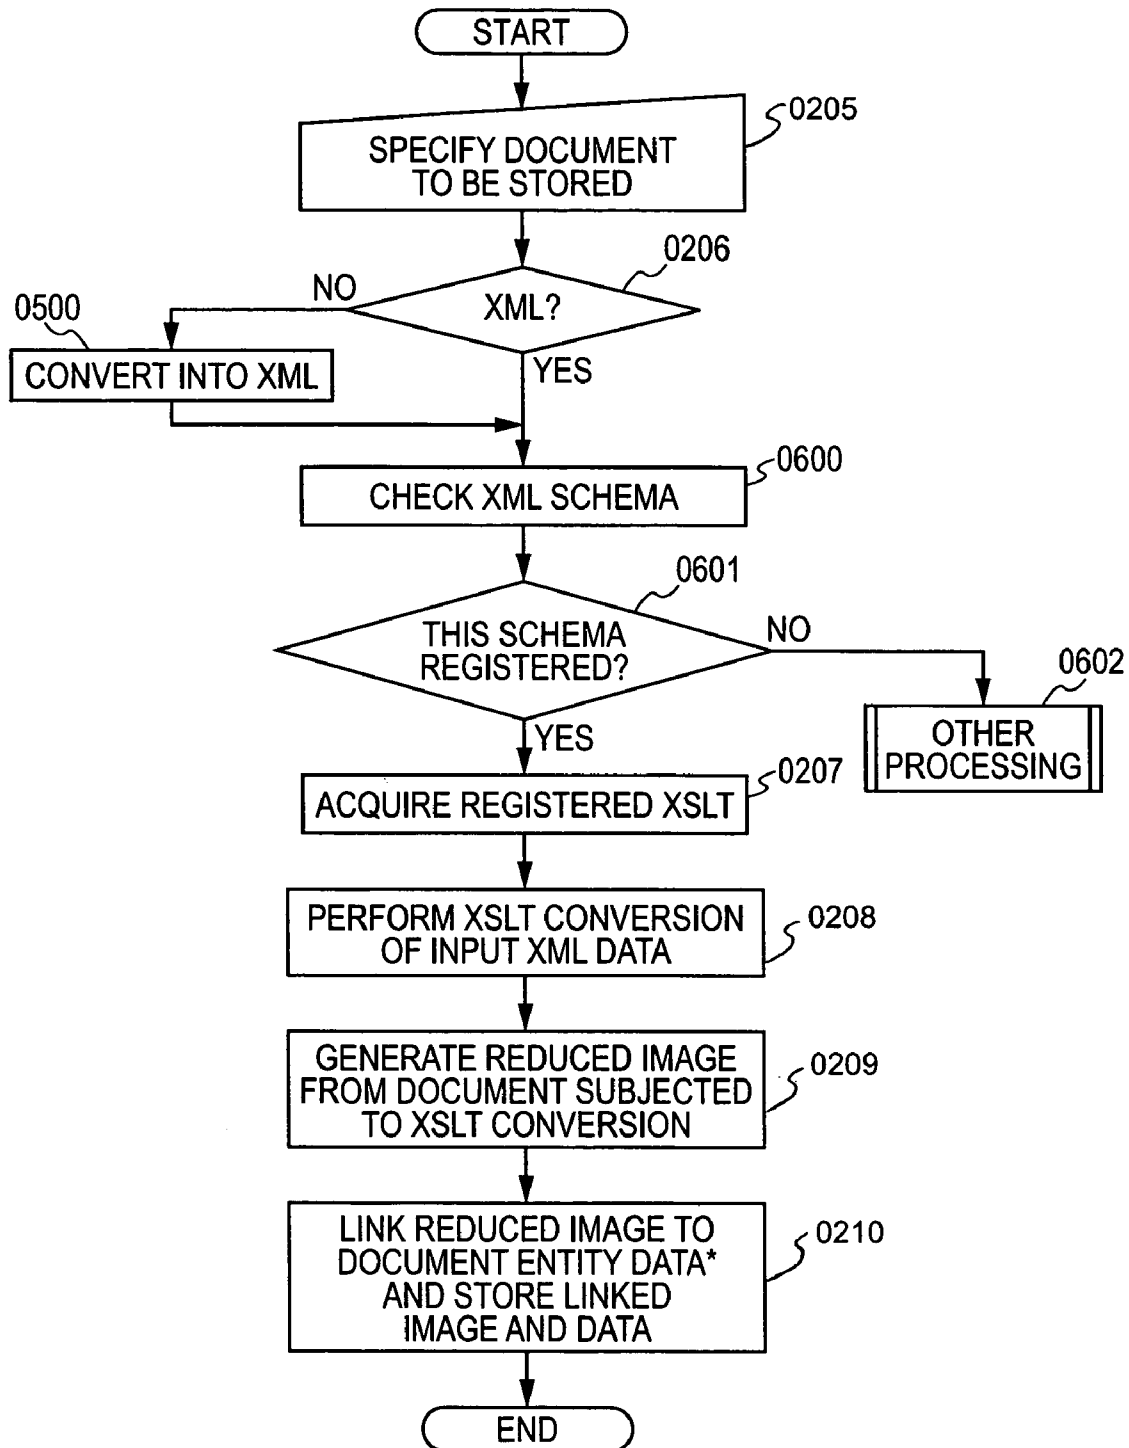 START
0205
SPECIFY DOCUMENT
TO BE STORED
0206
NO
XML?
0500
YES
CONVERT INTO XML
0600
CHECK XML SCHEMA
0601
THIS SCHEMA
REGISTERED?
NO
0602
OTHER
PROCESSING
YES
0207
ACQUIRE REGISTERED XSLT
PERFORM XSLT CONVERSION
OF INPUT XML DATA
0208
GENERATE REDUCED IMAGE
FROM DOCUMENT SUBJECTED
TO XSLT CONVERSION
0209
LINK REDUCED IMAGE TO
DOCUMENT ENTITY DATA*
AND STORE LINKED
IMAGE AND DATA
0210
END